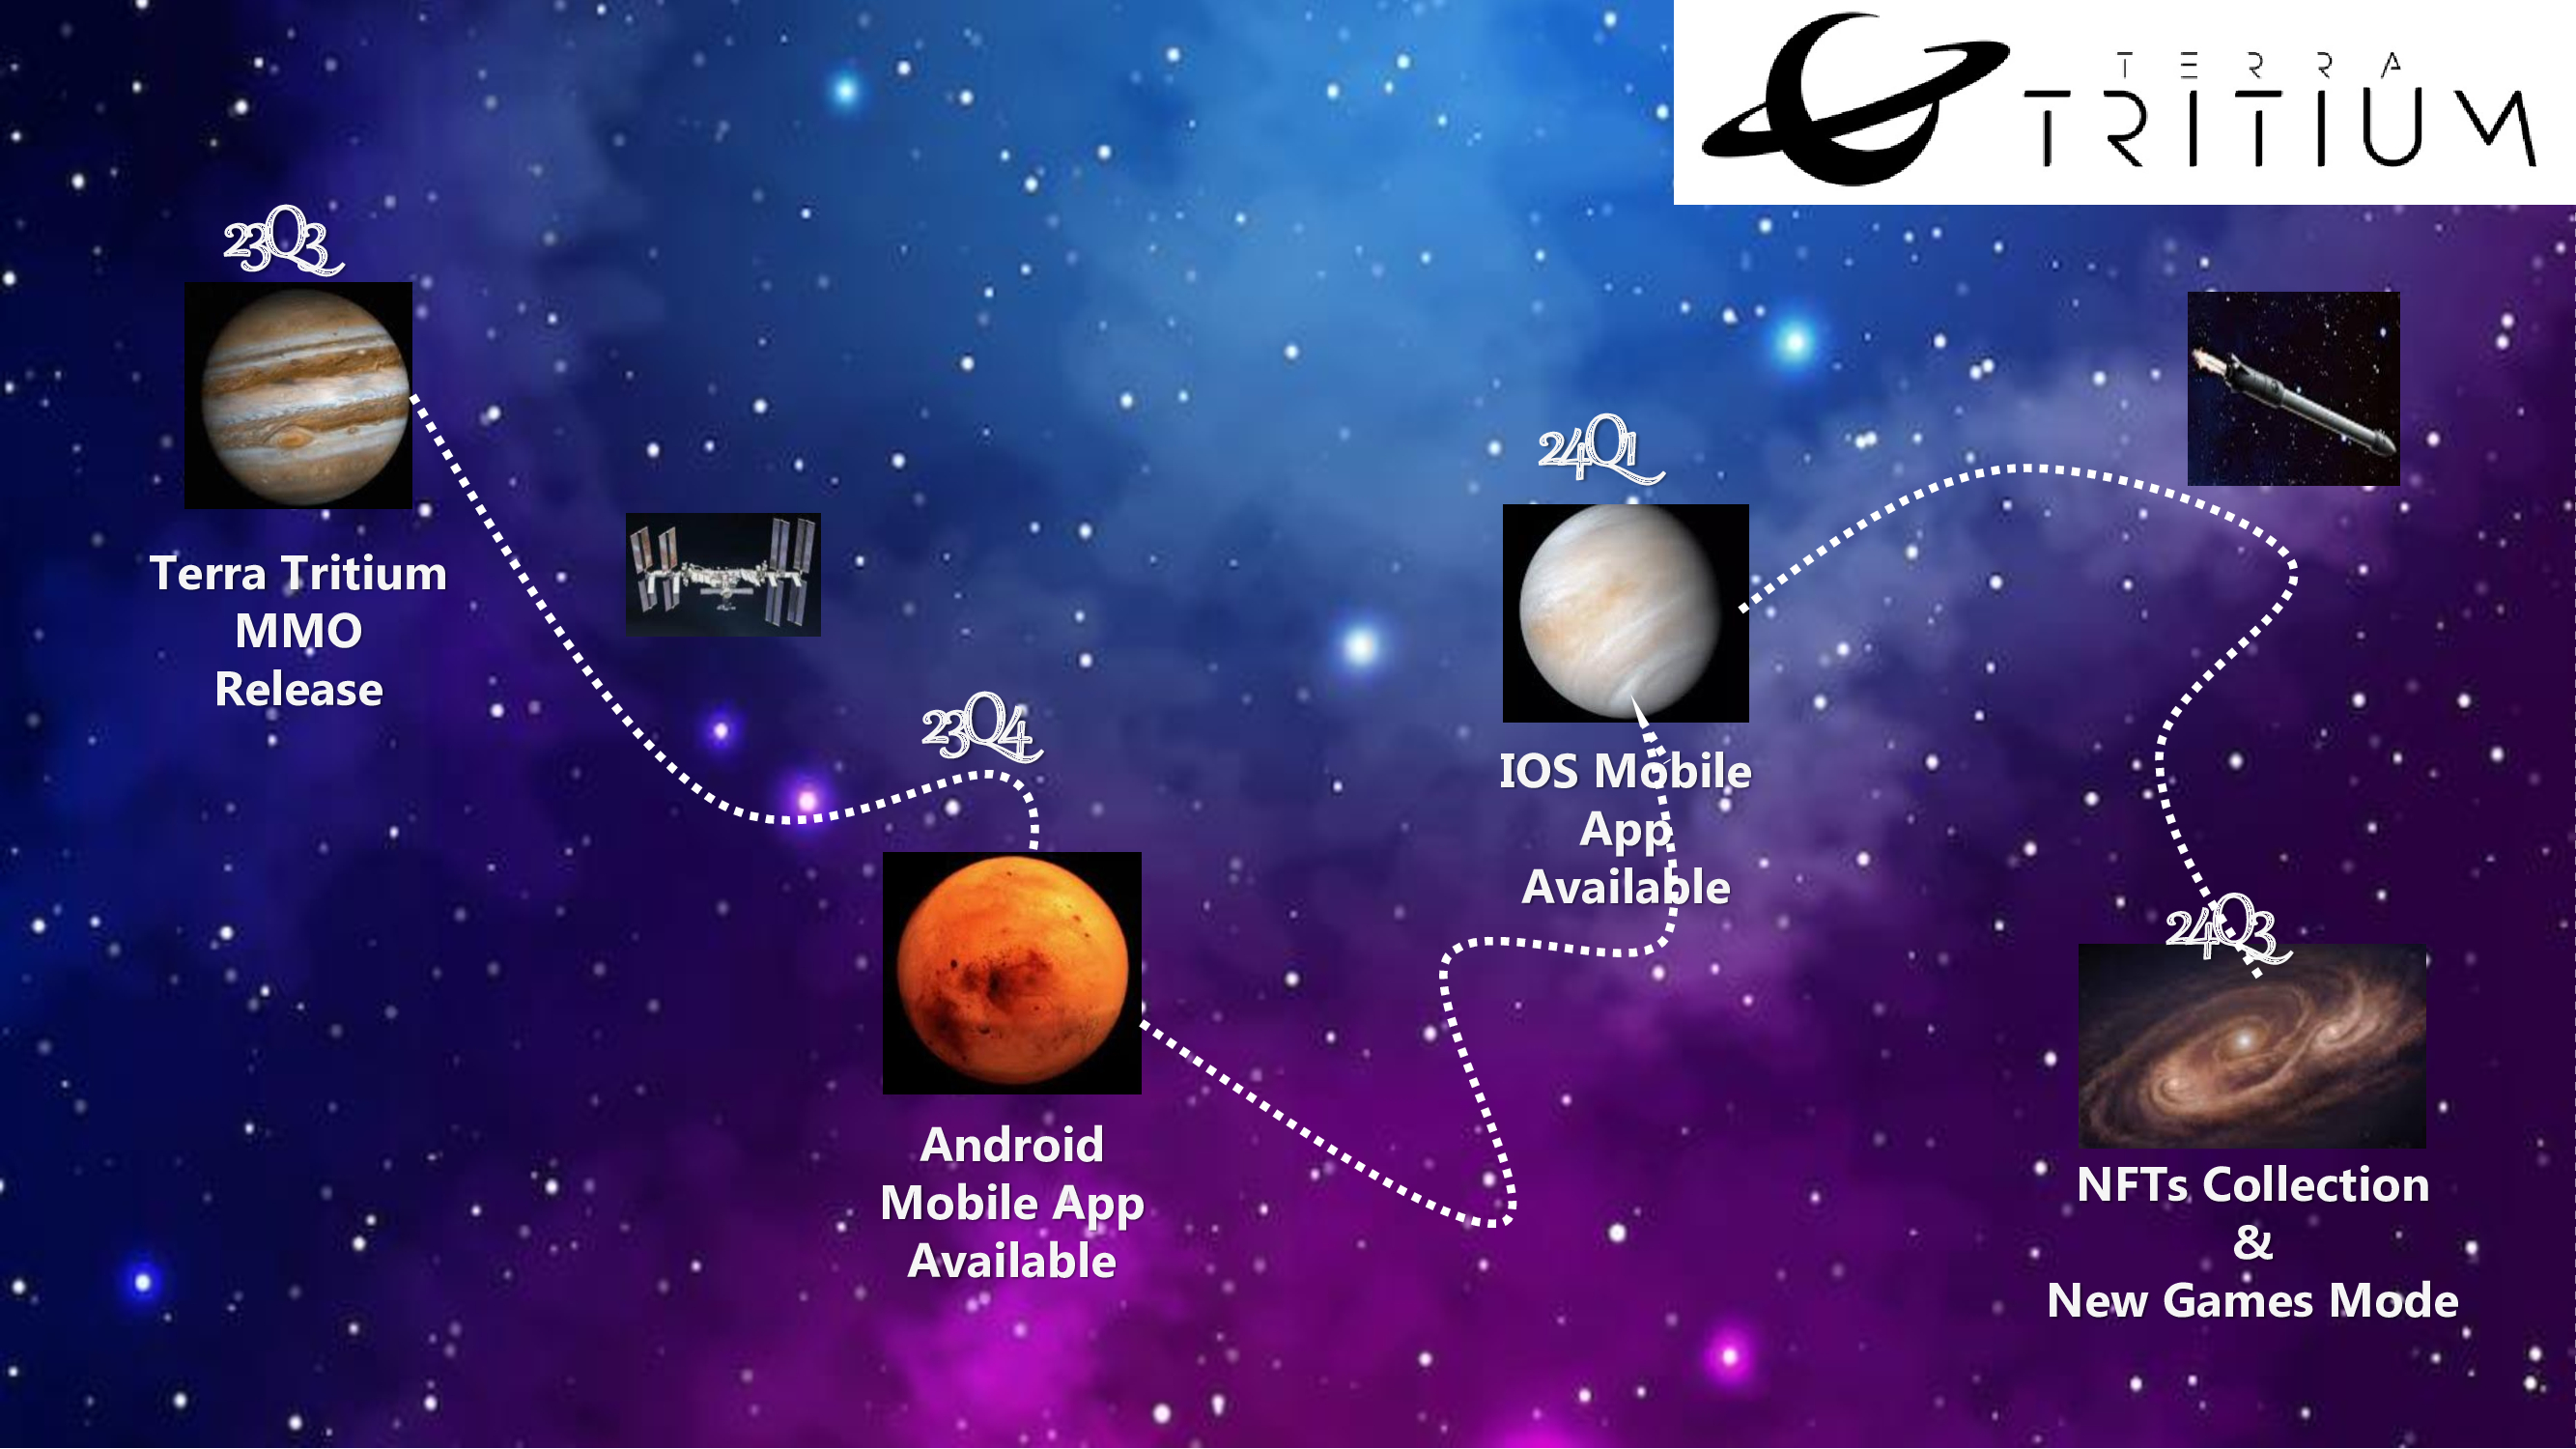 TERRA
TRITIUM
23Q3
Terra Tritium
MMO
Release
23Q4
Android
Mobile App
Available
24Q1
IOS Mobile
App
Available
24Q3
NFTs Collection
&
New Games Mode